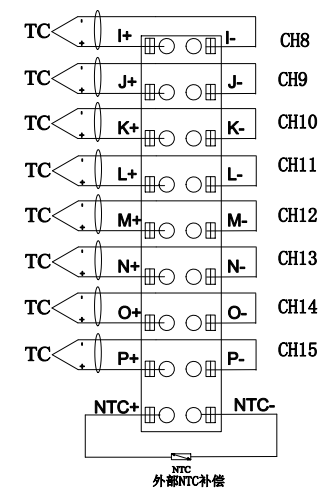 TC - + I+ I- CH8
TC - + J+ J- CH9
TC - + K+ K- CH10
TC - + L+ L- CH11
TC - + M+ M- CH12
TC - + N+ N- CH13
TC - + O+ O- CH14
TC - + P+ P- CH15
NTC+ NTC-
NTC
外部NTC补偿